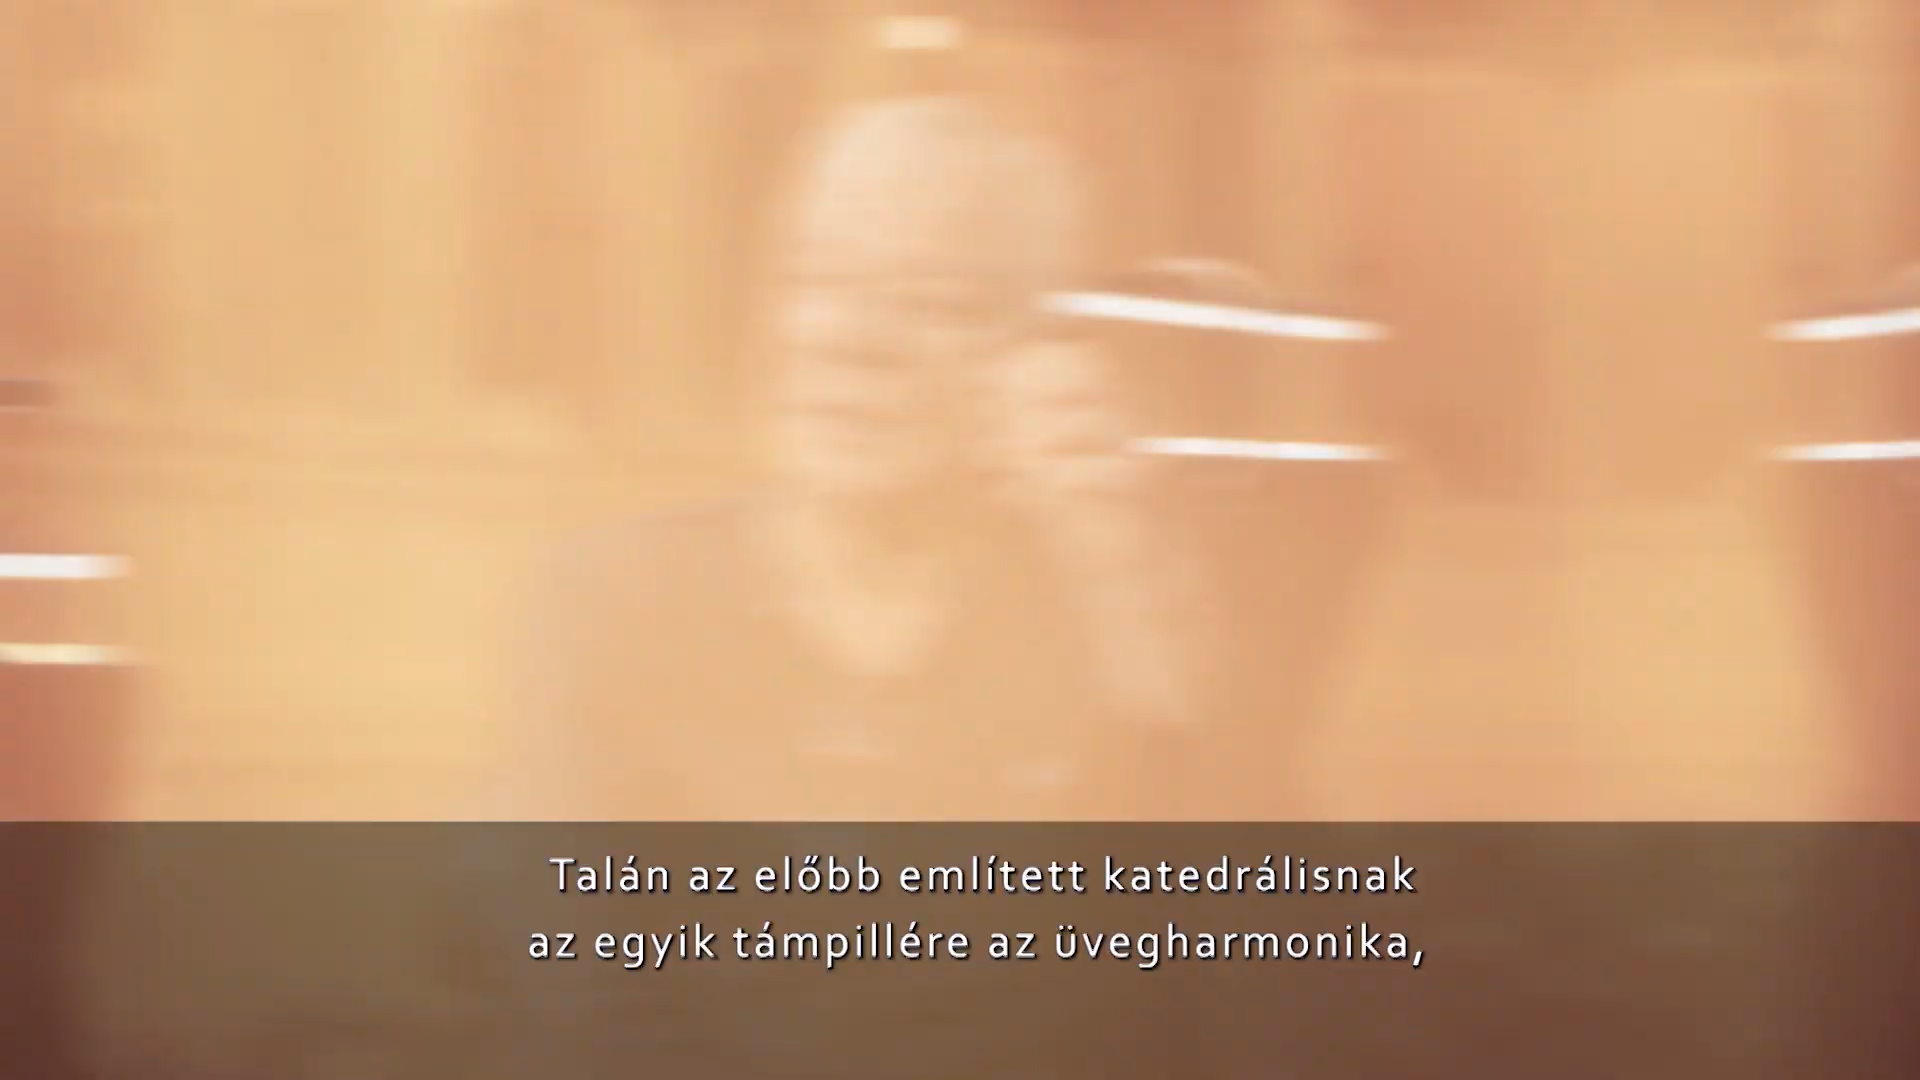 Talán az előbb említett katedrálisnak
az egyik támpillére az üvegharmonika,